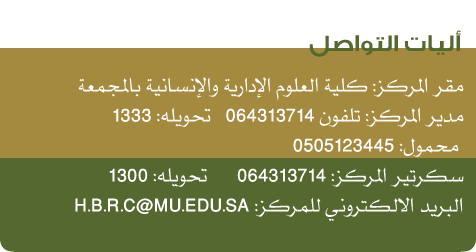 أليات التواصل
مقر المركز: كلية العلوم الإدارية والإنسانية بالمجمعة
مدير المركز: تلفون 064313714 تحويله: 1333
محمول: 0505123445
سكرتير المركز: 064313714 تحويله: 1300
البريد الالكتروني للمركز: H.B.R.C@MU.EDU.SA